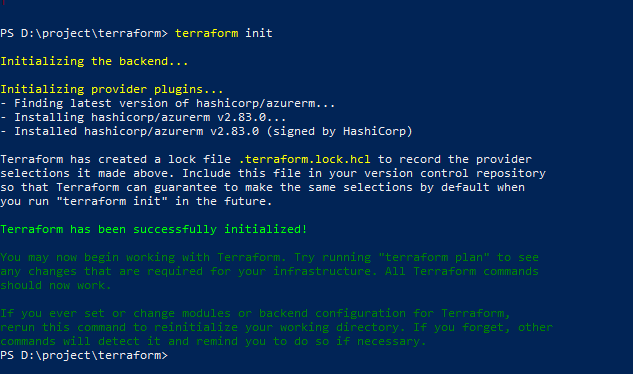 PS D:\project\terraform> terraform init
Initializing the backend...
Initializing provider plugins...
- Finding latest version of hashicorp/azurerm...
- Installing hashicorp/azurerm v2.83.0...
- Installed hashicorp/azurerm v2.83.0 (signed by HashiCorp)
Terraform has created a lock file .terraform.lock.hcl to record the provider
selections it made above. Include this file in your version control repository
so that Terraform can guarantee to make the same selections by default when
you run "terraform init" in the future.
Terraform has been successfully initialized!
You may now begin working with Terraform. Try running "terraform plan" to see
any changes that are required for your infrastructure. All Terraform commands
should now work.
If you ever set or change modules or backend configuration for Terraform,
rerun this command to reinitialize your working directory. If you forget, other
commands will detect it and remind you to do so if necessary.
PS D:\project\terraform>